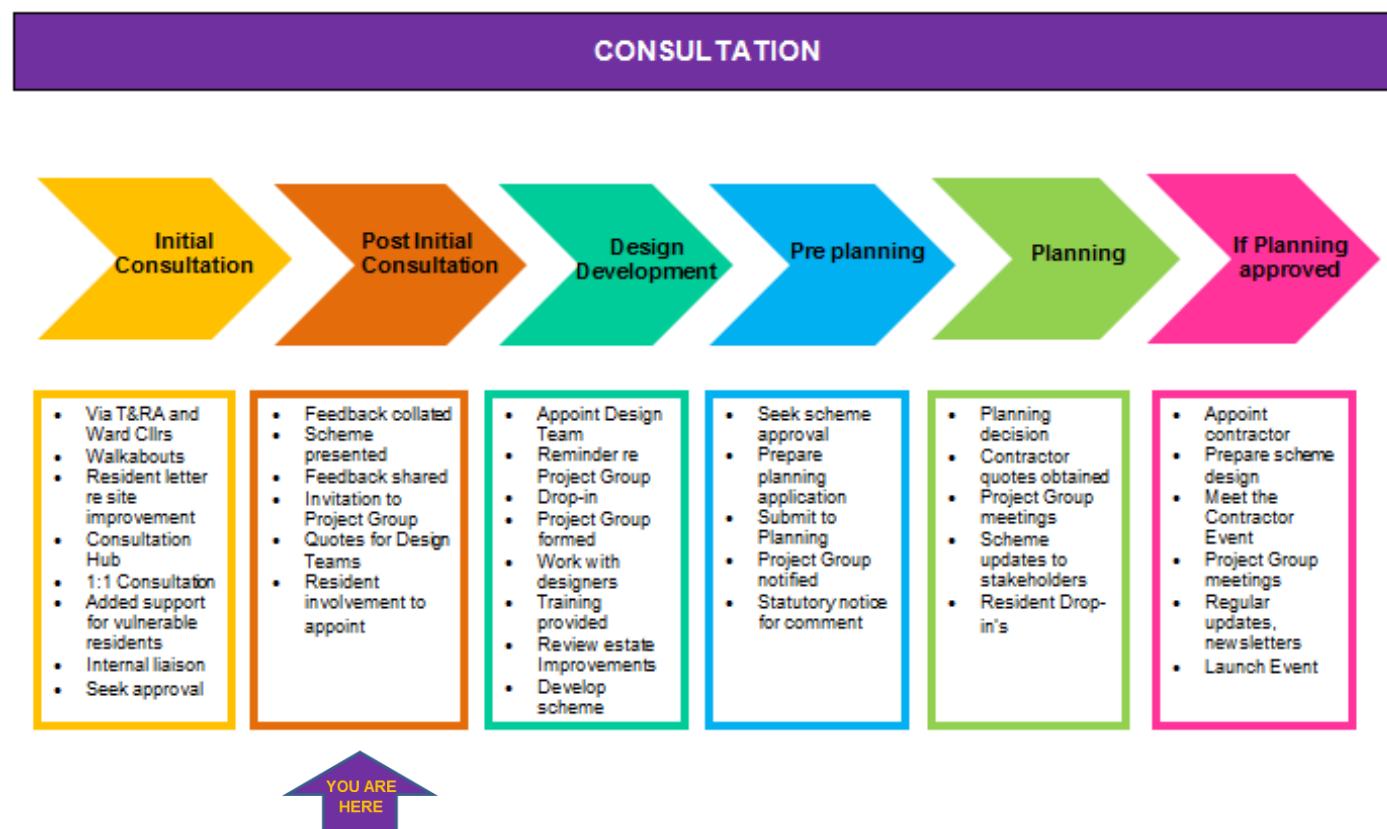 CONSULTATION
Initial
Consultation
Post Initial
Consultation
Design
Development
Pre planning
Planning
If Planning
approved
• Via T&RA and
Ward Cllrs
• Walkabouts
• Resident letter
re site
improvement
• Consultation
Hub
• 1:1 Consultation
• Added support
for vulnerable
residents
• Internal liaison
• Seek approval
• Feedback collated
• Scheme
presented
• Feedback shared
• Invitation to
Project Group
• Quotes for Design
Teams
• Resident
involvement to
appoint
• Appoint Design
Team
• Reminder re
Project Group
• Drop-in
• Project Group
formed
• Work with
designers
• Training
provided
• Review estate
Improvements
• Develop
scheme
• Seek scheme
approval
• Prepare
planning
application
• Submit to
Planning
• Project Group
notified
• Statutory notice
for comment
• Planning
decision
• Contractor
quotes obtained
• Project Group
meetings
• Scheme
updates to
stakeholders
• Resident Drop-
in's
• Appoint
contractor
• Prepare scheme
design
• Meet the
Contractor
Event
• Project Group
meetings
• Regular
updates,
newsletters
• Launch Event
YOU ARE
HERE